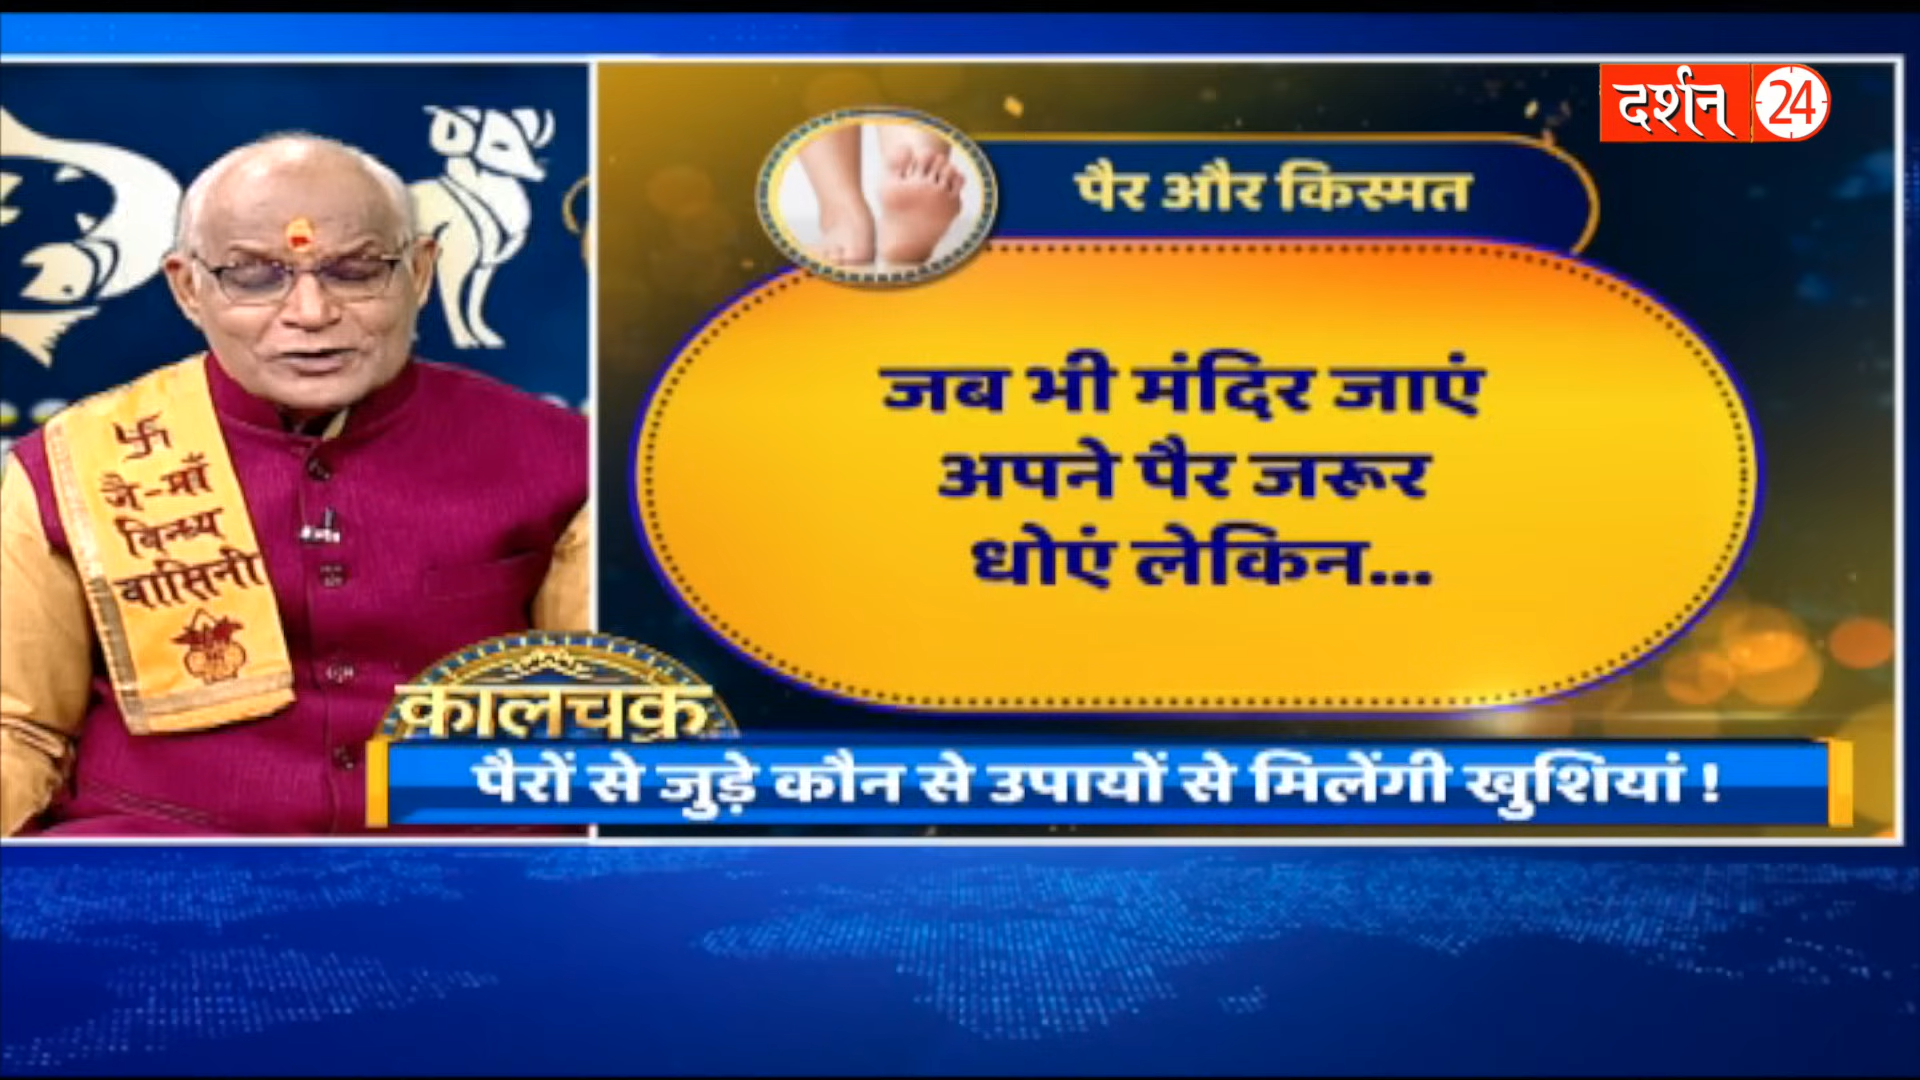 दर्शन 24
पैर और किस्मत
जब भी मंदिर जाएं
अपने पैर जरूर
धोएं लेकिन...
जै-माँ
विन्ध्य
वासिनी
कालचक्र
पैरों से जुड़े कौन से उपायों से मिलेंगी खुशियां !